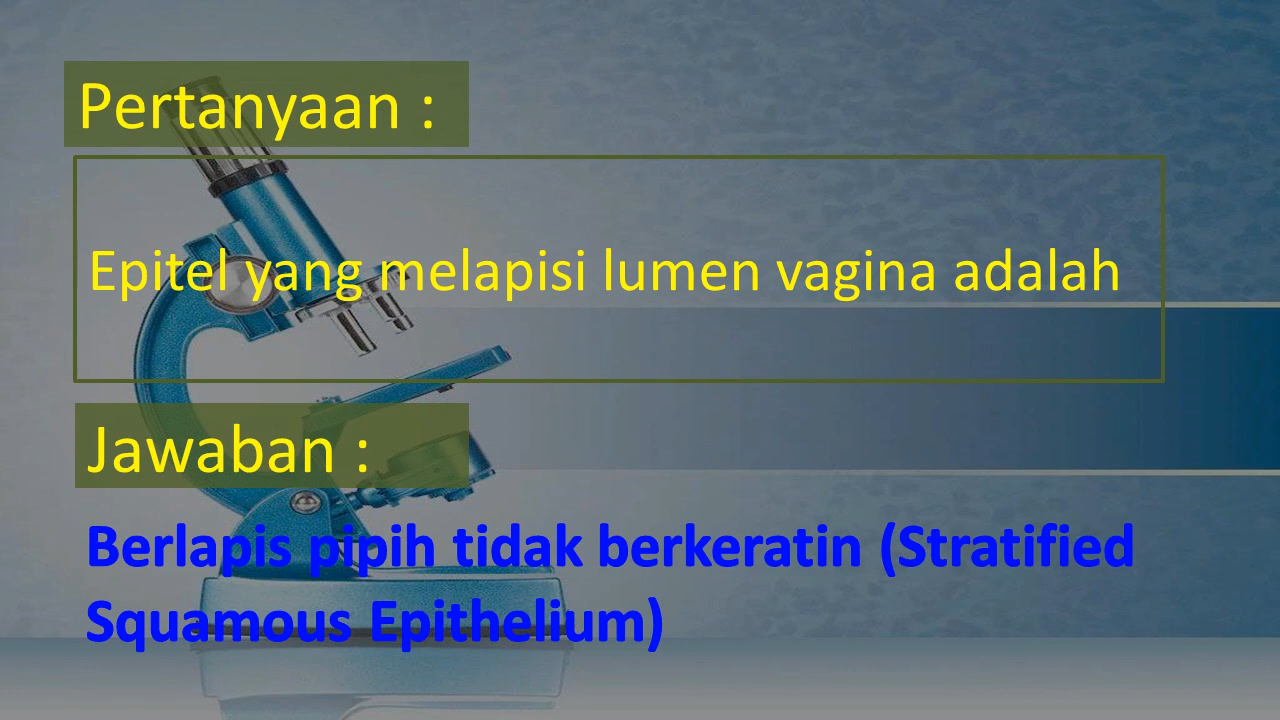 Pertanyaan :
Epitel yang melapisi lumen vagina adalah
Jawaban :
Berlapis pipih tidak berkeratin (Stratified
Squamous Epithelium)